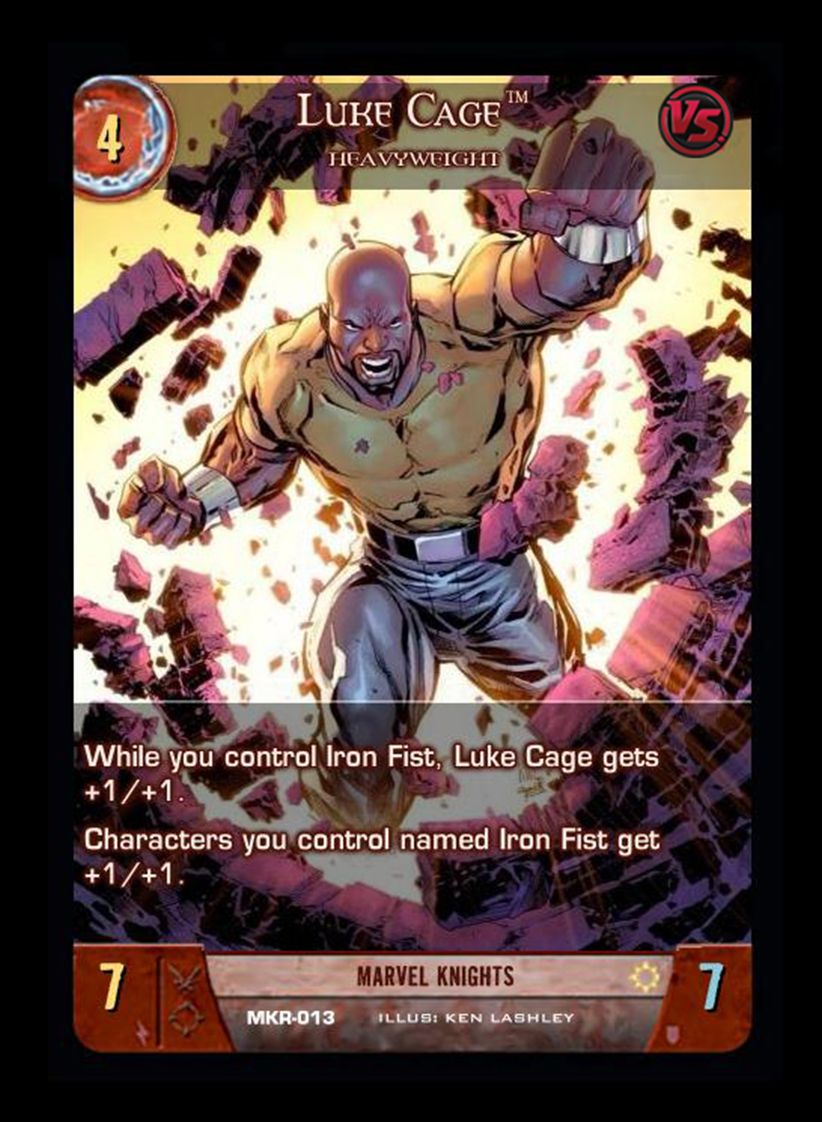 4
LUKE CAGE™
HEAVYWEIGHT
VS.
While you control Iron Fist, Luke Cage gets
+1/+1.
Characters you control named Iron Fist get
+1/+1.
7
MARVEL KNIGHTS
7
MKR-013 ILLUS: KEN LASHLEY